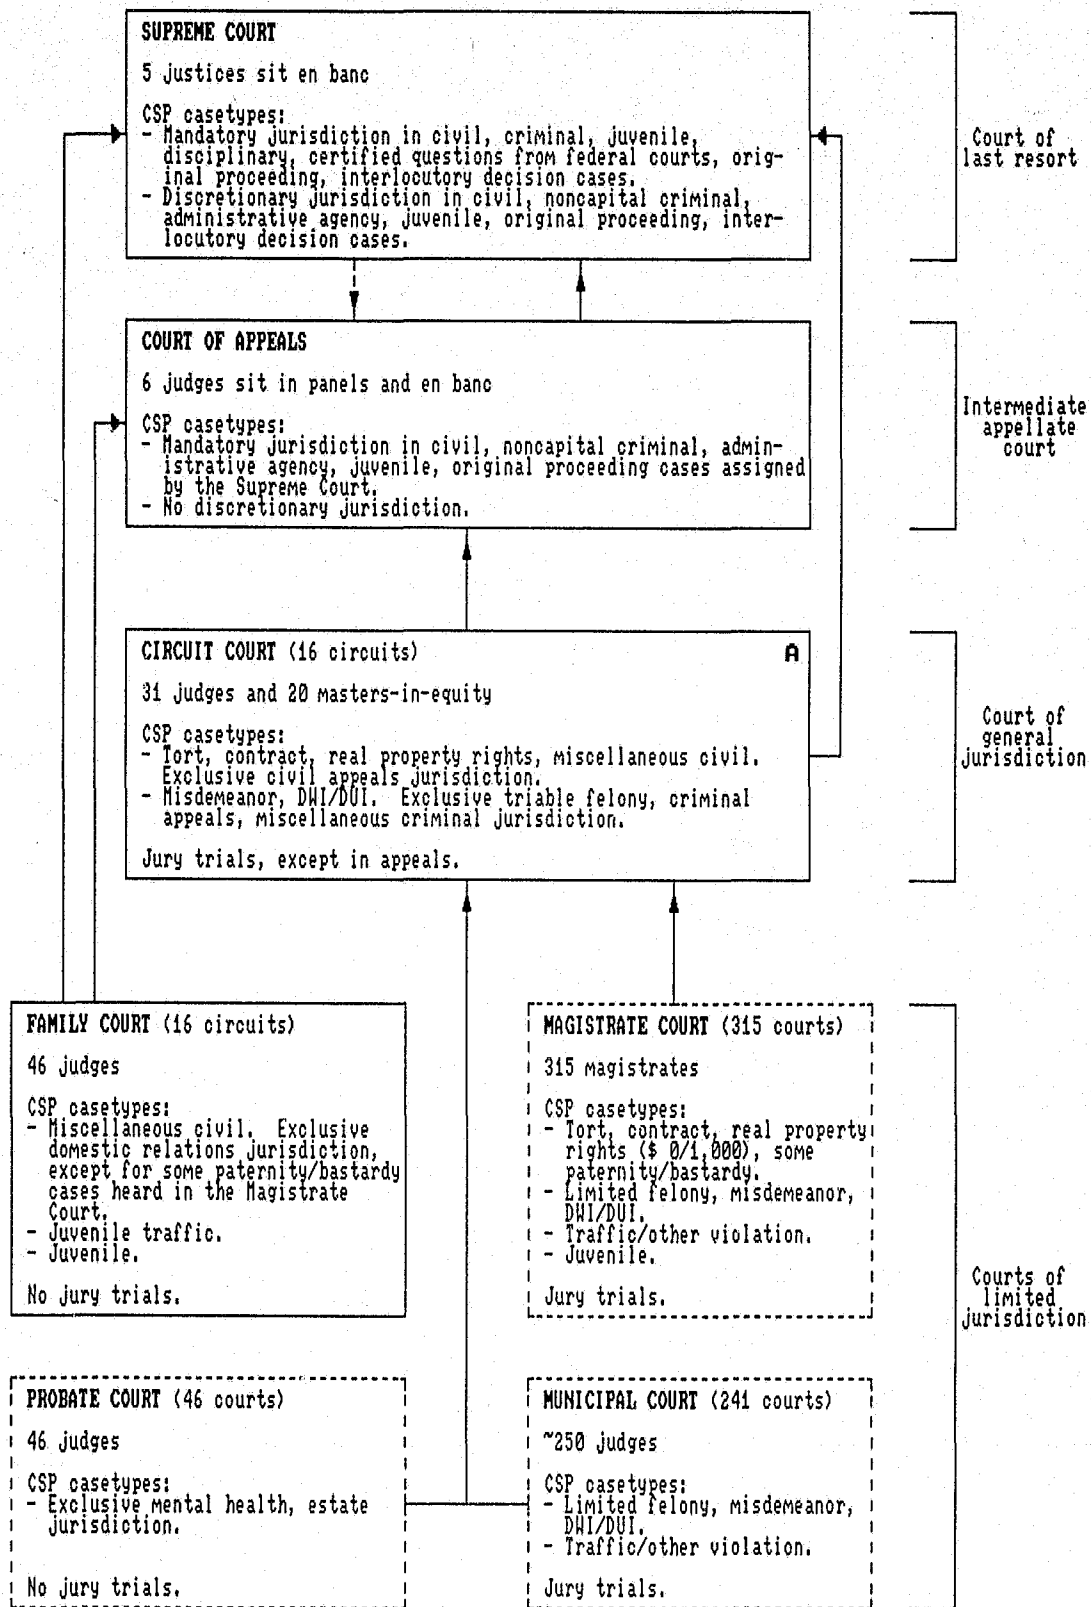 SUPREME COURT
5 justices sit en banc
CSP casetypes:
- Mandatory jurisdiction in civil, criminal, juvenile,
disciplinary, certified questions from federal courts, orig-
inal proceeding, interlocutory decision cases.
- Discretionary jurisdiction in civil, noncapital criminal,
administrative agency, juvenile, original proceeding, inter-
locutory decision cases.
Court of
last resort
COURT OF APPEALS
6 judges sit in panels and en banc
CSP casetypes:
- Mandatory jurisdiction in civil, noncapital criminal, admin-
istrative agency, juvenile, original proceeding cases assigned
by the Supreme Court.
- No discretionary jurisdiction.
Intermediate
appellate
court
CIRCUIT COURT (16 circuits) A
31 judges and 20 masters-in-equity
CSP casetypes:
- Tort, contract, real property rights, miscellaneous civil.
Exclusive civil appeals jurisdiction.
- Misdemeanor, DWI/DUI. Exclusive triable felony, criminal
appeals, miscellaneous criminal jurisdiction.
Jury trials, except in appeals.
Court of
general
jurisdiction
FAMILY COURT (16 circuits)
46 judges
CSP casetypes:
- Miscellaneous civil. Exclusive
domestic relations jurisdiction,
except for some paternity/bastardy
cases heard in the Magistrate
Court.
- Juvenile traffic.
- Juvenile.
No jury trials.
MAGISTRATE COURT (315 courts)
315 magistrates
CSP casetypes:
- Tort, contract, real property
rights ($ 0/1,000), some
paternity/bastardy.
- Limited felony, misdemeanor,
DWI/DUI.
- Traffic/other violation.
- Juvenile.
Jury trials.
Courts of
limited
jurisdiction
PROBATE COURT (46 courts)
46 judges
CSP casetypes:
- Exclusive mental health, estate
jurisdiction.
No jury trials.
MUNICIPAL COURT (241 courts)
~250 judges
CSP casetypes:
- Limited felony, misdemeanor,
DWI/DUI.
- Traffic/other violation.
Jury trials.